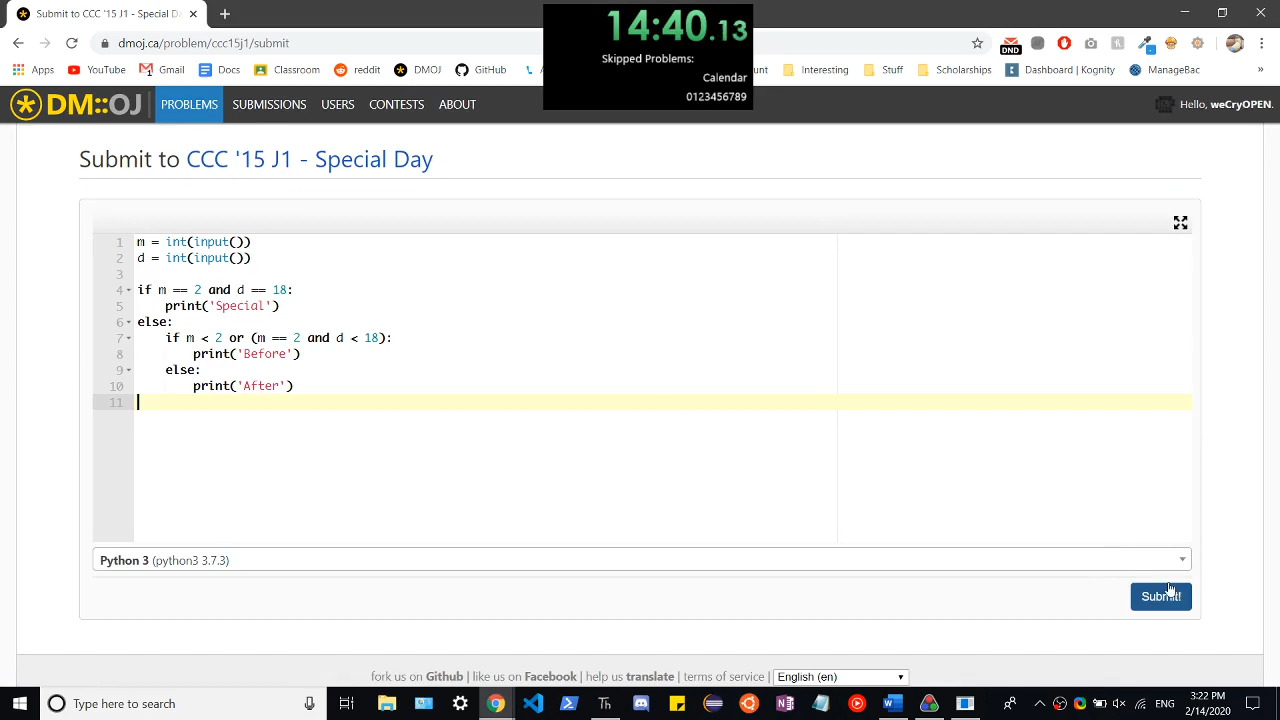 CCC '15 J1 - Special Day - Submit to
dmoj.ca/problem/ccc15j1/submit
DND
Apps YouTube Gmail Docs Classroom reddit DMOJ GitHub Interesting Stuff Scholarships Dashboard | Kognity ManageBac
14:40.13
Skipped Problems:
Calendar
0123456789
DM::OJ PROBLEMS SUBMISSIONS USERS CONTESTS ABOUT Hello, weCryOPEN.
Submit to CCC '15 J1 - Special Day
1 m = int(input())
2 d = int(input())
3
4 if m == 2 and d == 18:
5 print('Special')
6 else:
7 if m < 2 or (m == 2 and d < 18):
8 print('Before')
9 else:
10 print('After')
11
Python 3 (python3 3.7.3)
Submit!
fork us on Github | like us on Facebook | help us translate | terms of service | English (en)
Type here to search
Th
ENG
3:22 PM
2/14/2020